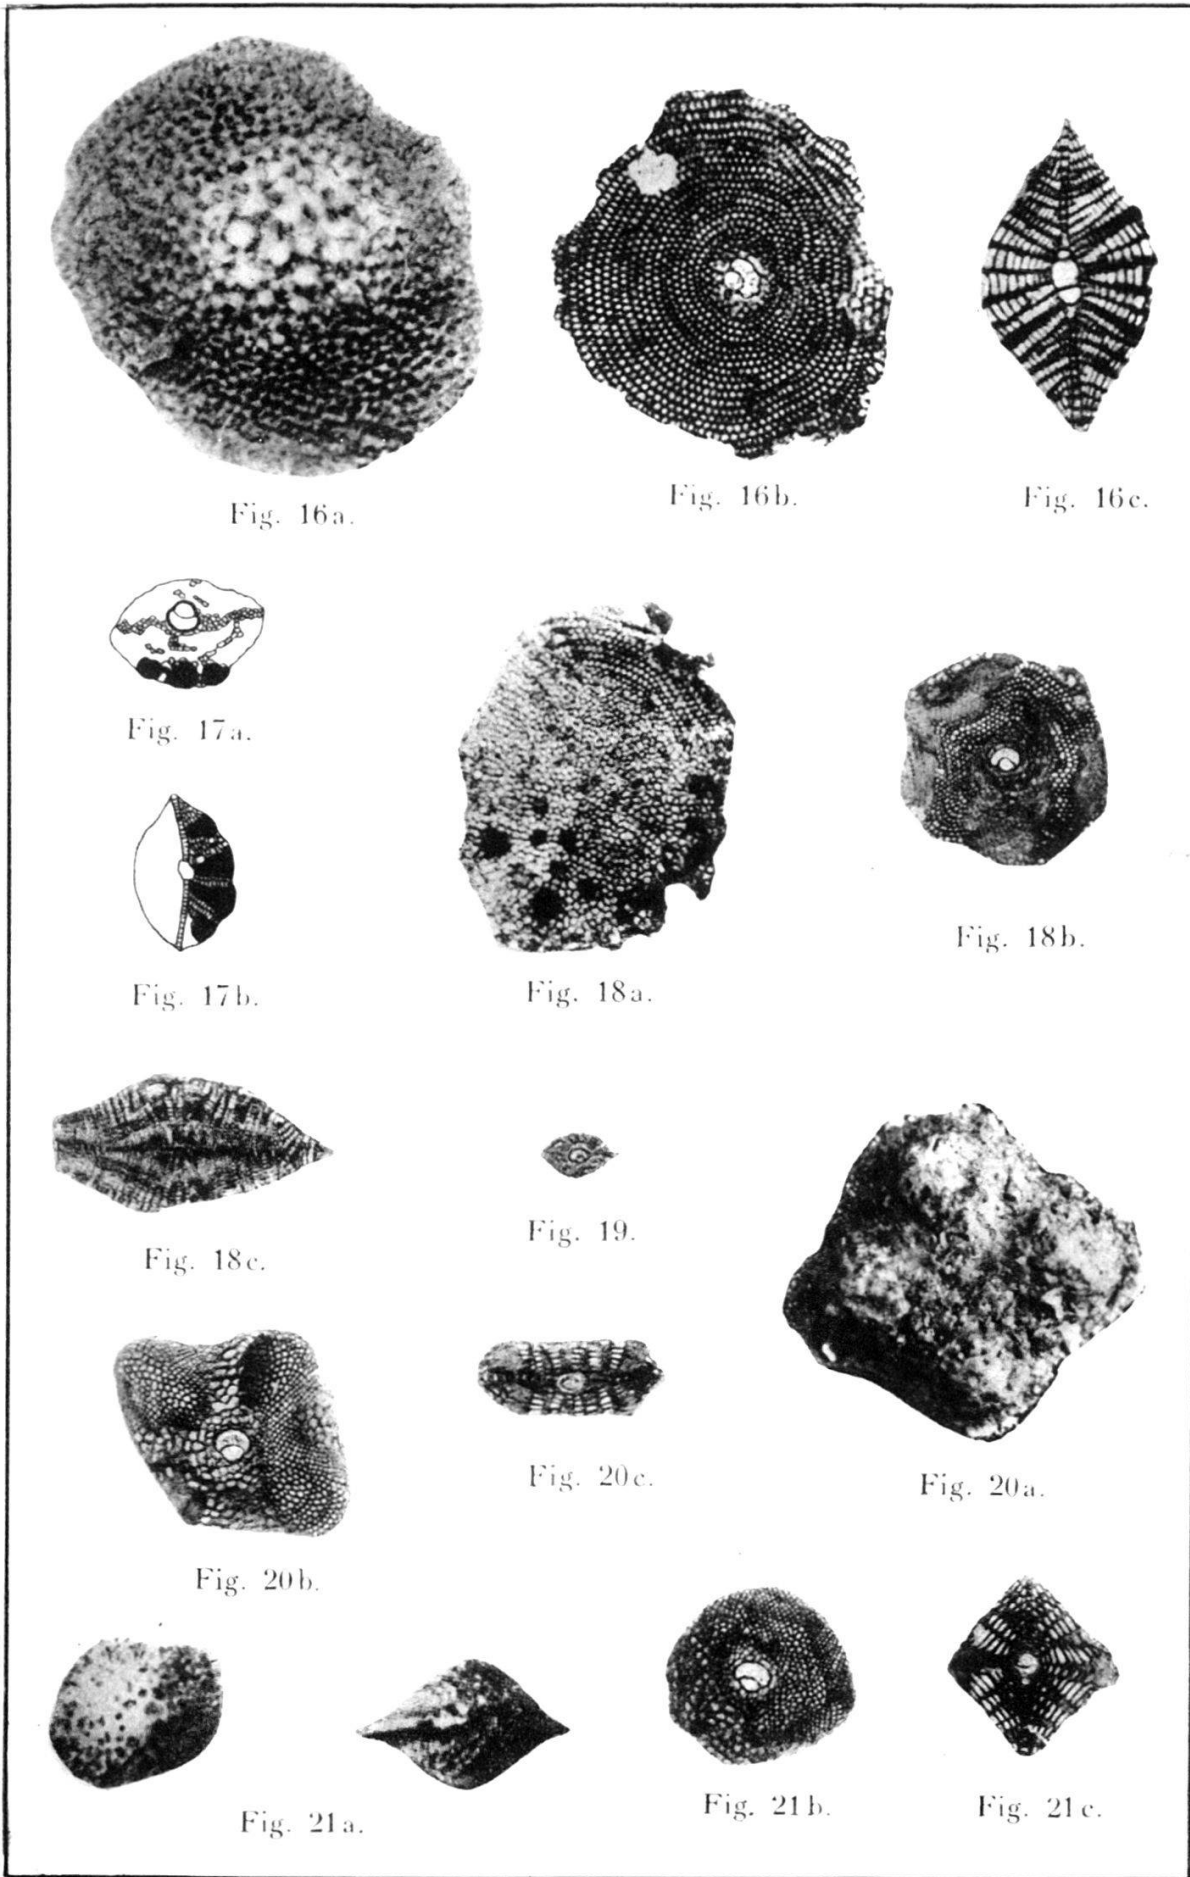 Fig. 16a.
Fig. 16b.
Fig. 16c.
Fig. 17a.
Fig. 17b.
Fig. 18a.
Fig. 18b.
Fig. 18c.
Fig. 19.
Fig. 20a.
Fig. 20b.
Fig. 20c.
Fig. 21a.
Fig. 21b.
Fig. 21c.